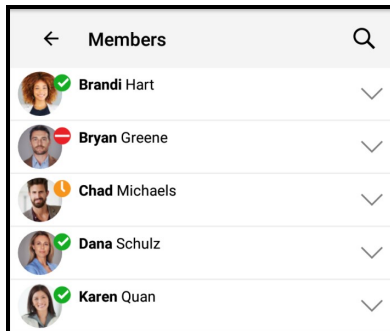 Members
Brandi Hart
Bryan Greene
Chad Michaels
Dana Schulz
Karen Quan